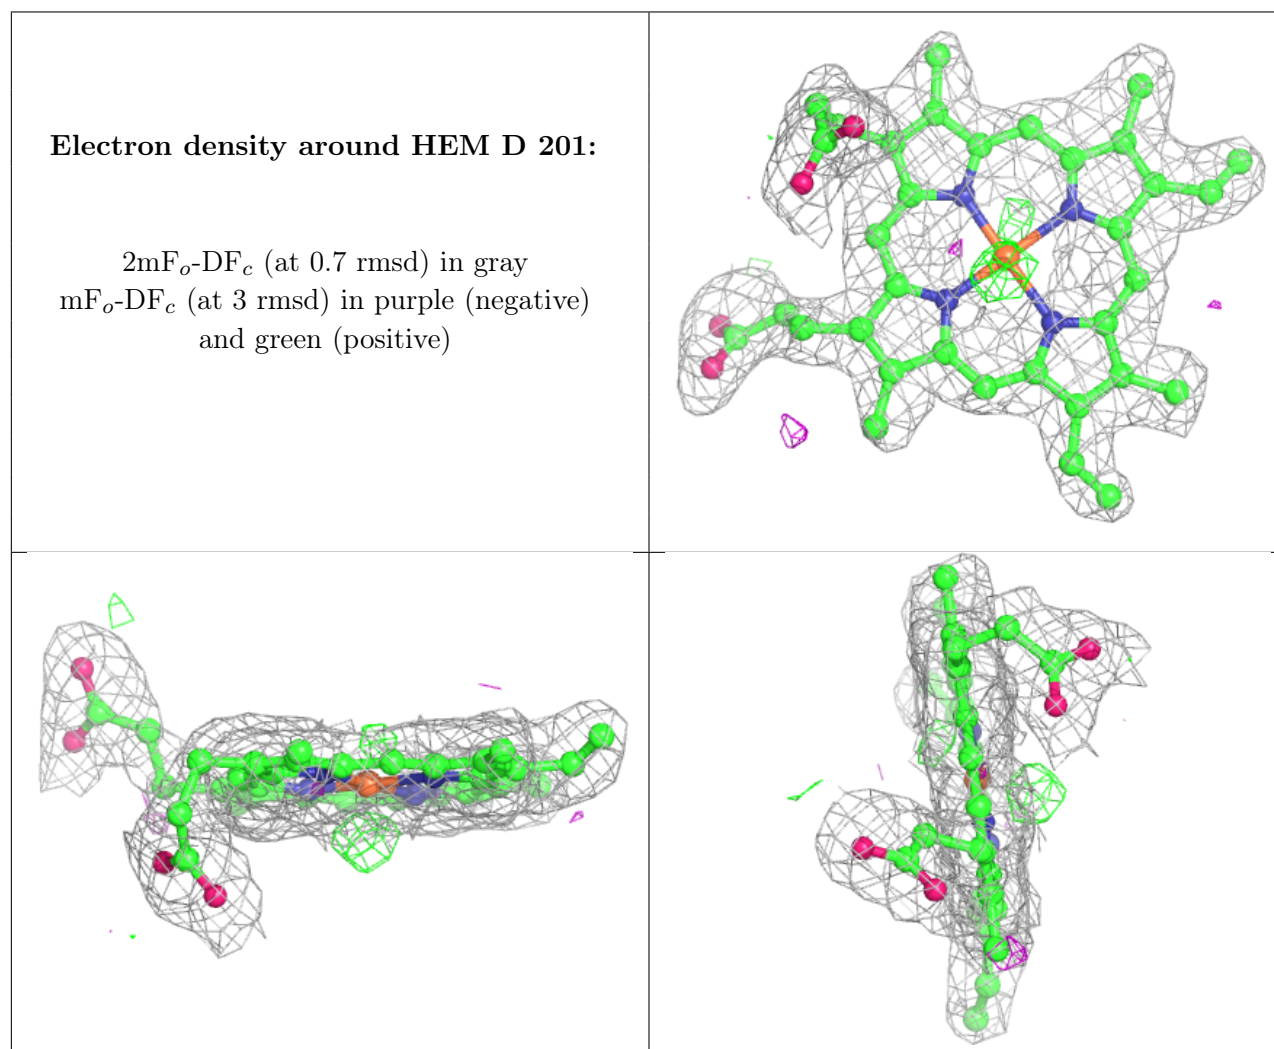 Electron density around HEM D 201:
2mFo-DFc (at 0.7 rmsd) in gray
mFo-DFc (at 3 rmsd) in purple (negative)
and green (positive)